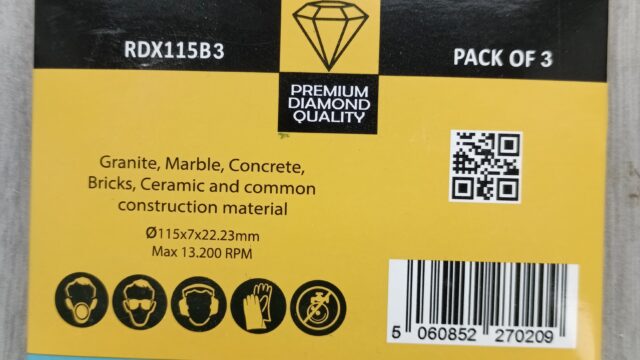 RDX115B3
PACK OF 3
PREMIUM
DIAMOND
QUALITY
Granite, Marble, Concrete,
Bricks, Ceramic and common
construction material
Ø115x7x22.23mm
Max 13.200 RPM
5 060852 270209